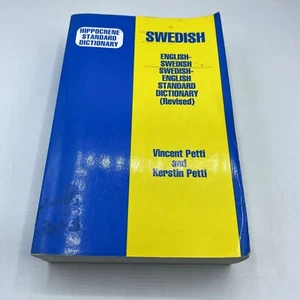 HIPPOCRENE
STANDARD
DICTIONARY
SWEDISH
ENGLISH-
SWEDISH
SWEDISH-
ENGLISH
STANDARD
DICTIONARY
(Revised)
Vincent Petti
and
Kerstin Petti